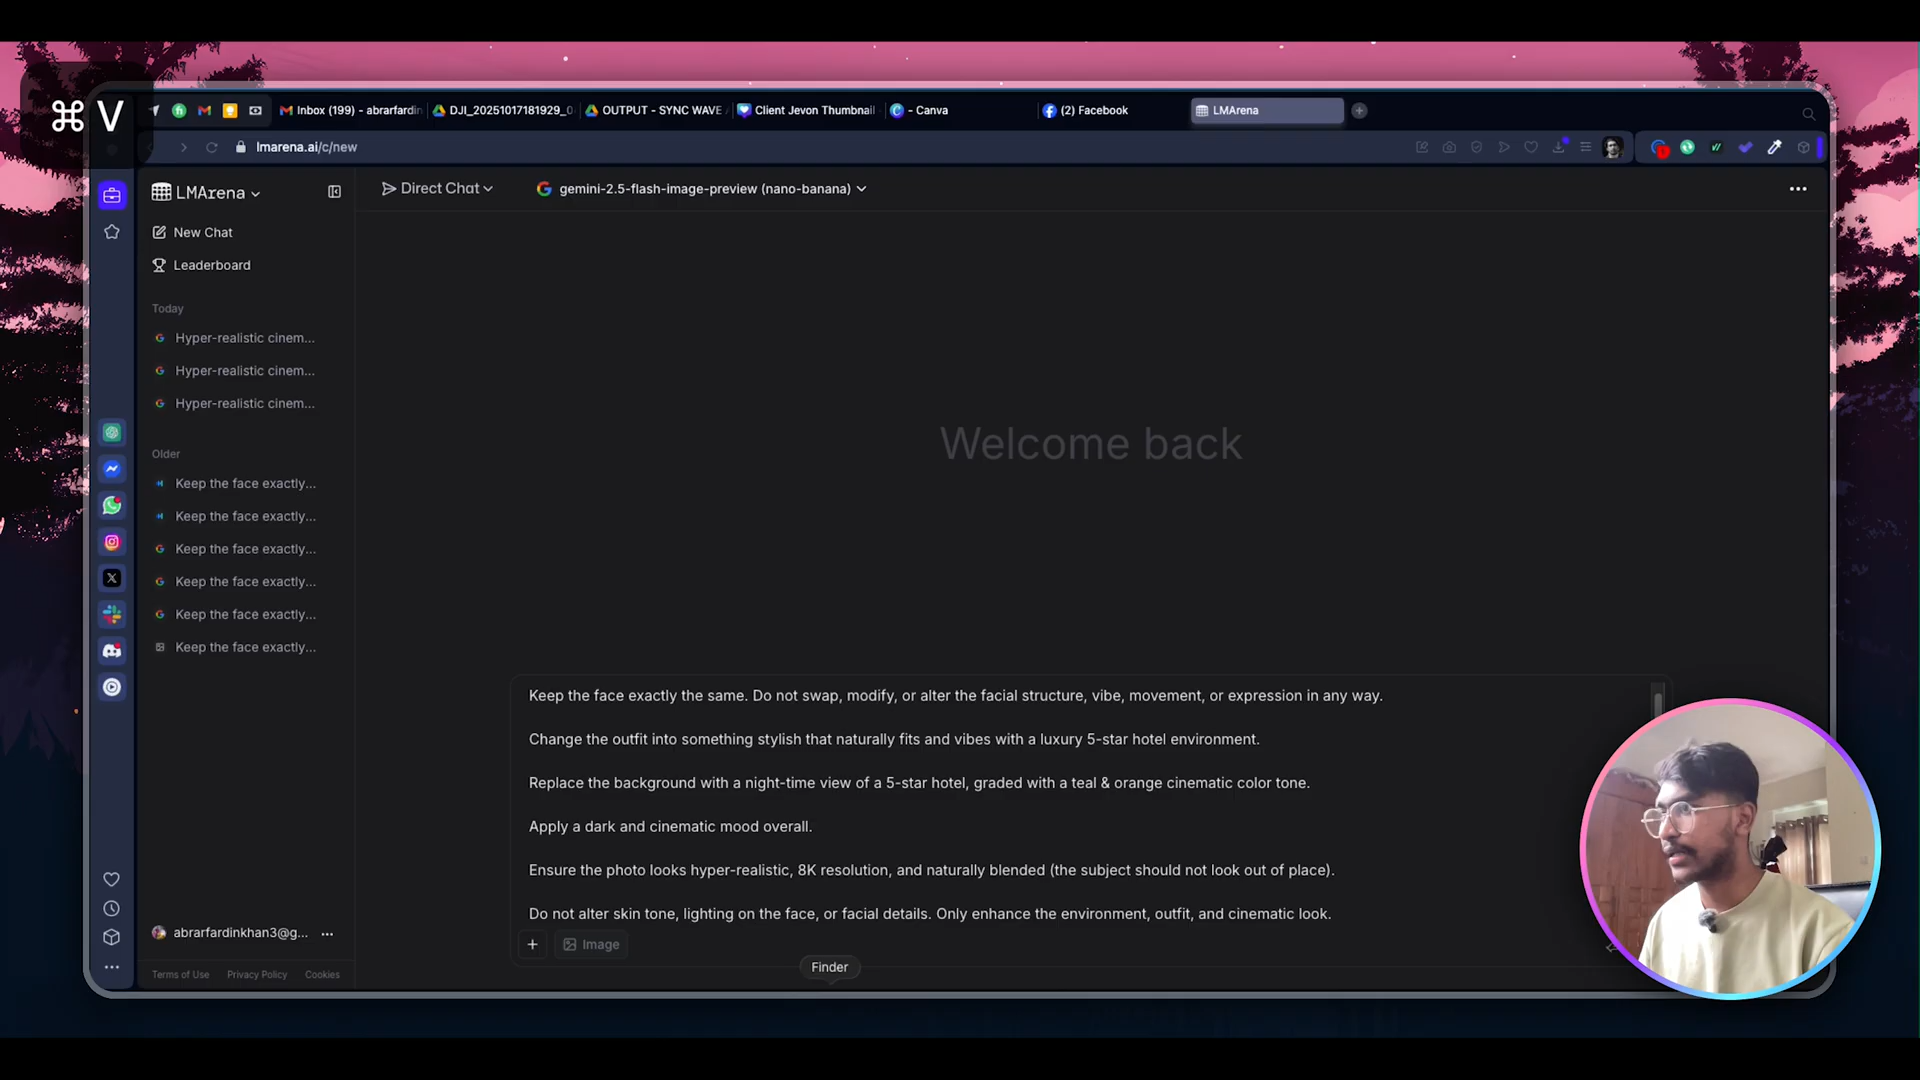 ⌘ V
Inbox (199) - abrarfardin
DJI_20251017181929_0
OUTPUT - SYNC WAVE
Client Jevon Thumbnail
- Canva
(2) Facebook
LMArena
lmarena.ai/c/new
LMArena
Direct Chat
gemini-2.5-flash-image-preview (nano-banana)
New Chat
Leaderboard
Today
Hyper-realistic cinem...
Hyper-realistic cinem...
Hyper-realistic cinem...
Older
Keep the face exactly...
Keep the face exactly...
Keep the face exactly...
Keep the face exactly...
Keep the face exactly...
Keep the face exactly...
Welcome back
Keep the face exactly the same. Do not swap, modify, or alter the facial structure, vibe, movement, or expression in any way.
Change the outfit into something stylish that naturally fits and vibes with a luxury 5-star hotel environment.
Replace the background with a night-time view of a 5-star hotel, graded with a teal & orange cinematic color tone.
Apply a dark and cinematic mood overall.
Ensure the photo looks hyper-realistic, 8K resolution, and naturally blended (the subject should not look out of place).
Do not alter skin tone, lighting on the face, or facial details. Only enhance the environment, outfit, and cinematic look.
Image
abrarfardinkhan3@g...
Finder
Terms of Use
Privacy Policy
Cookies